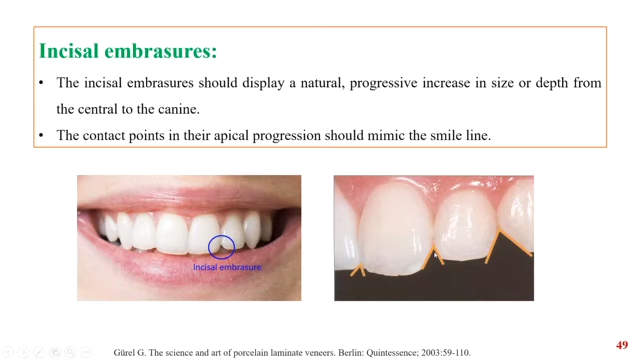 Incisal embrasures:
• The incisal embrasures should display a natural, progressive increase in size or depth from
the central to the canine.
• The contact points in their apical progression should mimic the smile line.
Incisal embrasure
49
Gürel G. The science and art of porcelain laminate veneers. Berlin: Quintessence; 2003:59-110.